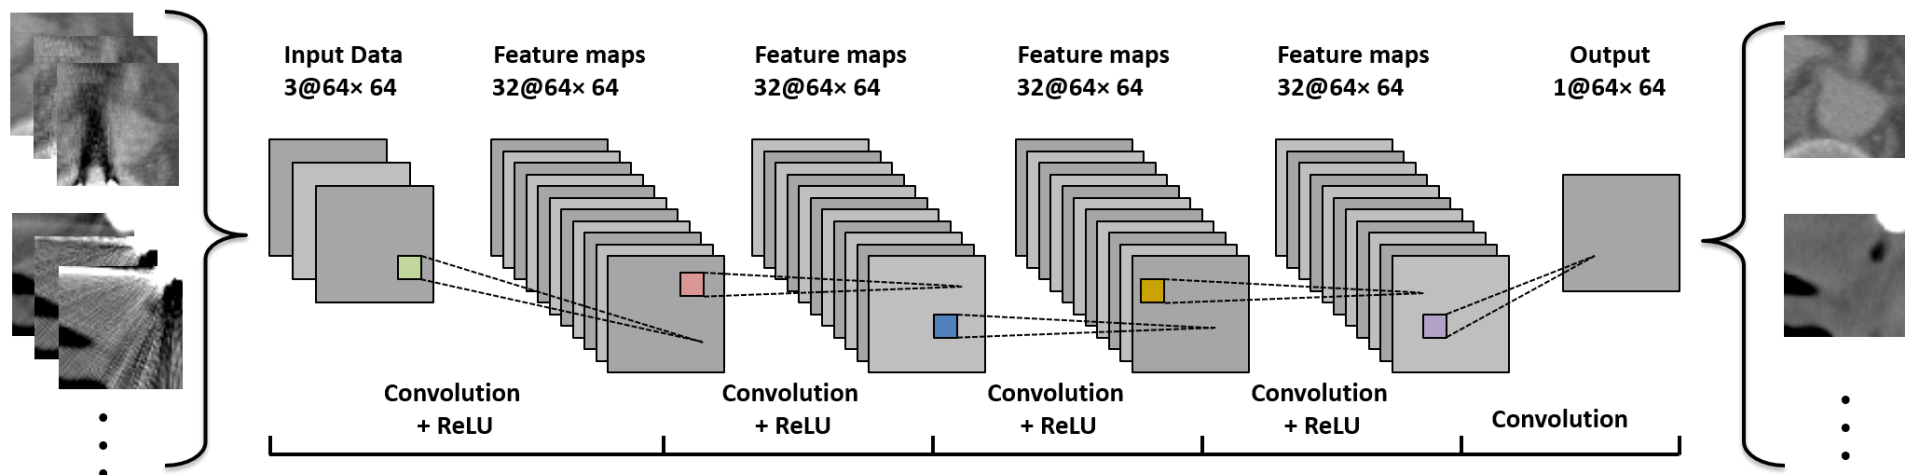 Input Data
3@64× 64
Feature maps
32@64× 64
Feature maps
32@64× 64
Feature maps
32@64× 64
Feature maps
32@64× 64
Output
1@64× 64
Convolution
+ ReLU
Convolution
+ ReLU
Convolution
+ ReLU
Convolution
+ ReLU
Convolution